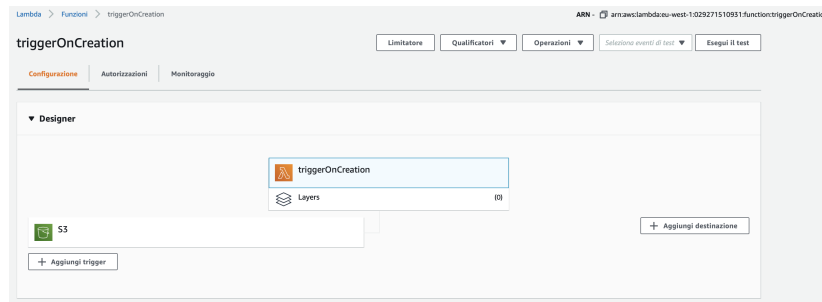 Lambda > Funzioni > triggerOnCreation
ARN - arn:aws:lambda:eu-west-1:029271510931:function:triggerOnCreatio
triggerOnCreation
Limitatore Qualificatori ▼ Operazioni ▼ Seleziona eventi di test ▼ Esegui il test
Configurazione Autorizzazioni Monitoraggio
▼ Designer
triggerOnCreation
Layers (0)
S3
+ Aggiungi destinazione
+ Aggiungi trigger